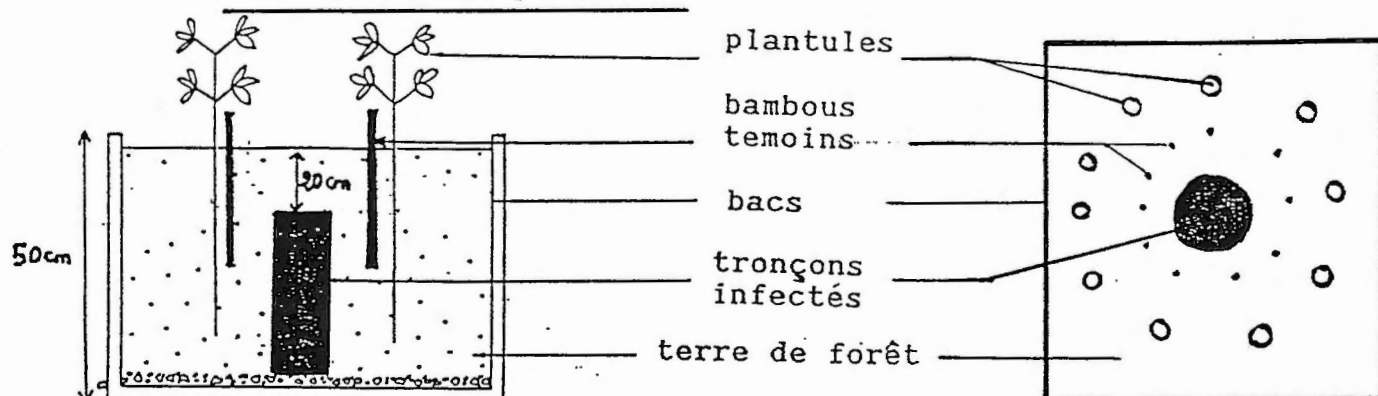 plantules
bambous
temoins
20cm
bacs
50cm
tronçons
infectés
terre de forêt